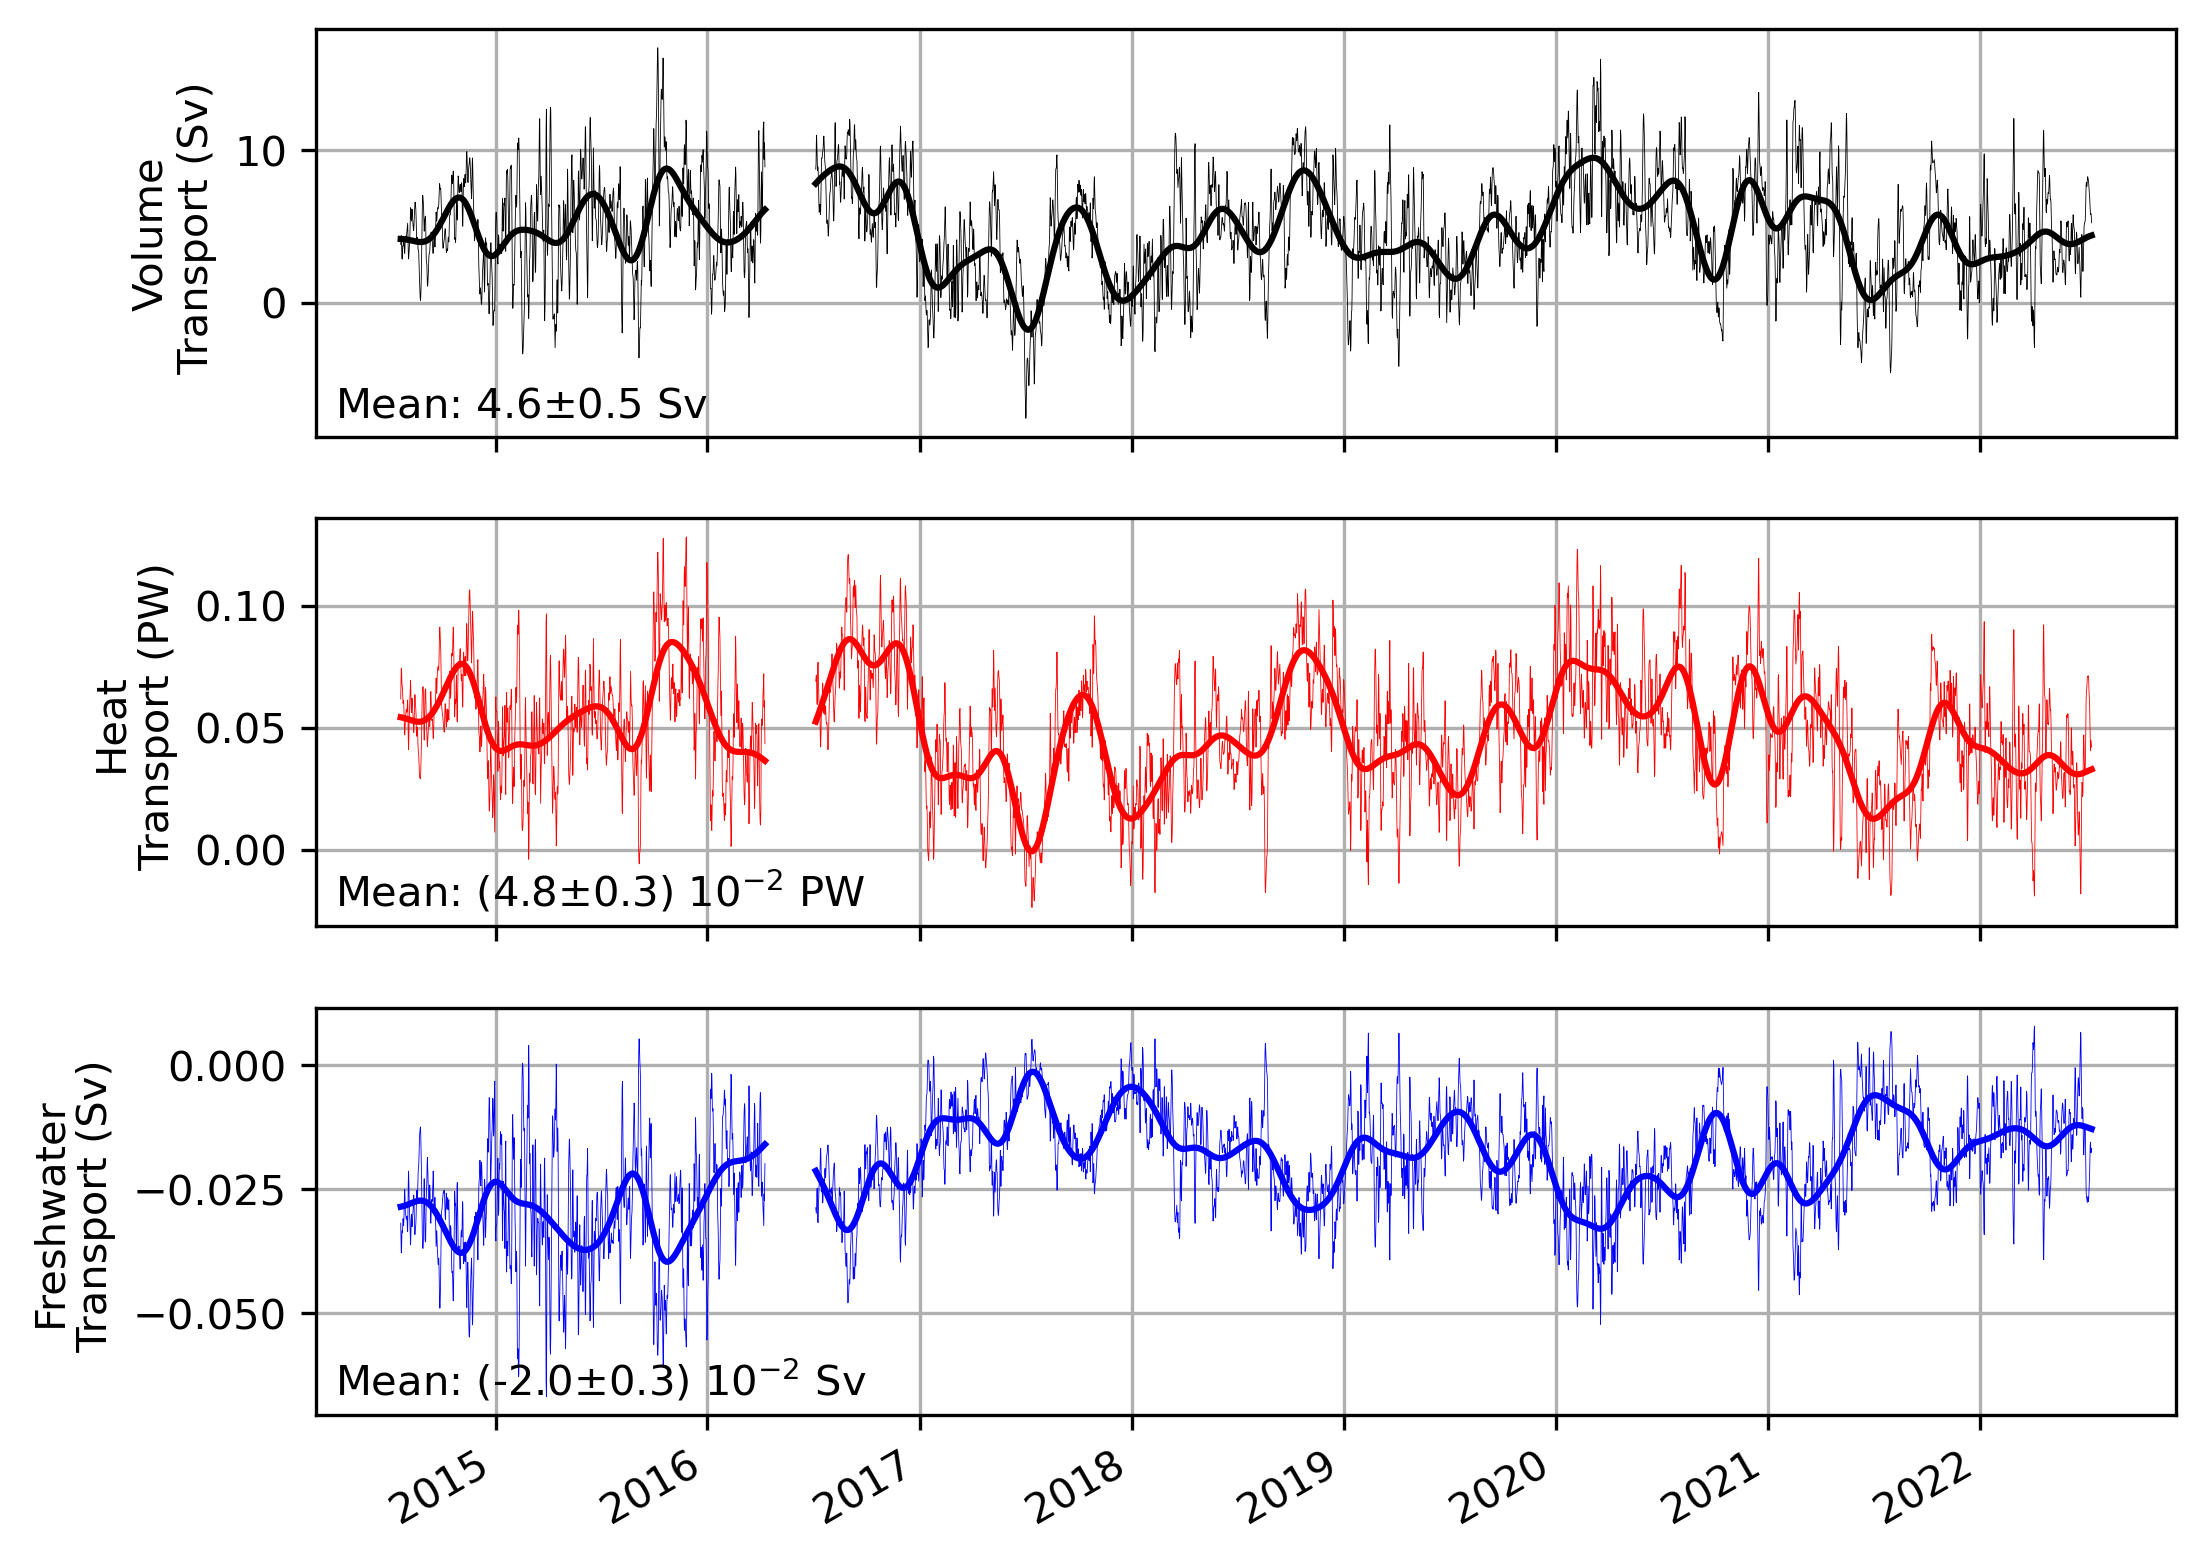 Volume
Transport (Sv)
10
0
Mean: 4.6±0.5 Sv
Heat
Transport (PW)
0.10
0.05
0.00
Mean: (4.8±0.3) 10⁻² PW
Freshwater
Transport (Sv)
0.000
−0.025
−0.050
Mean: (-2.0±0.3) 10⁻² Sv
2015 2016 2017 2018 2019 2020 2021 2022